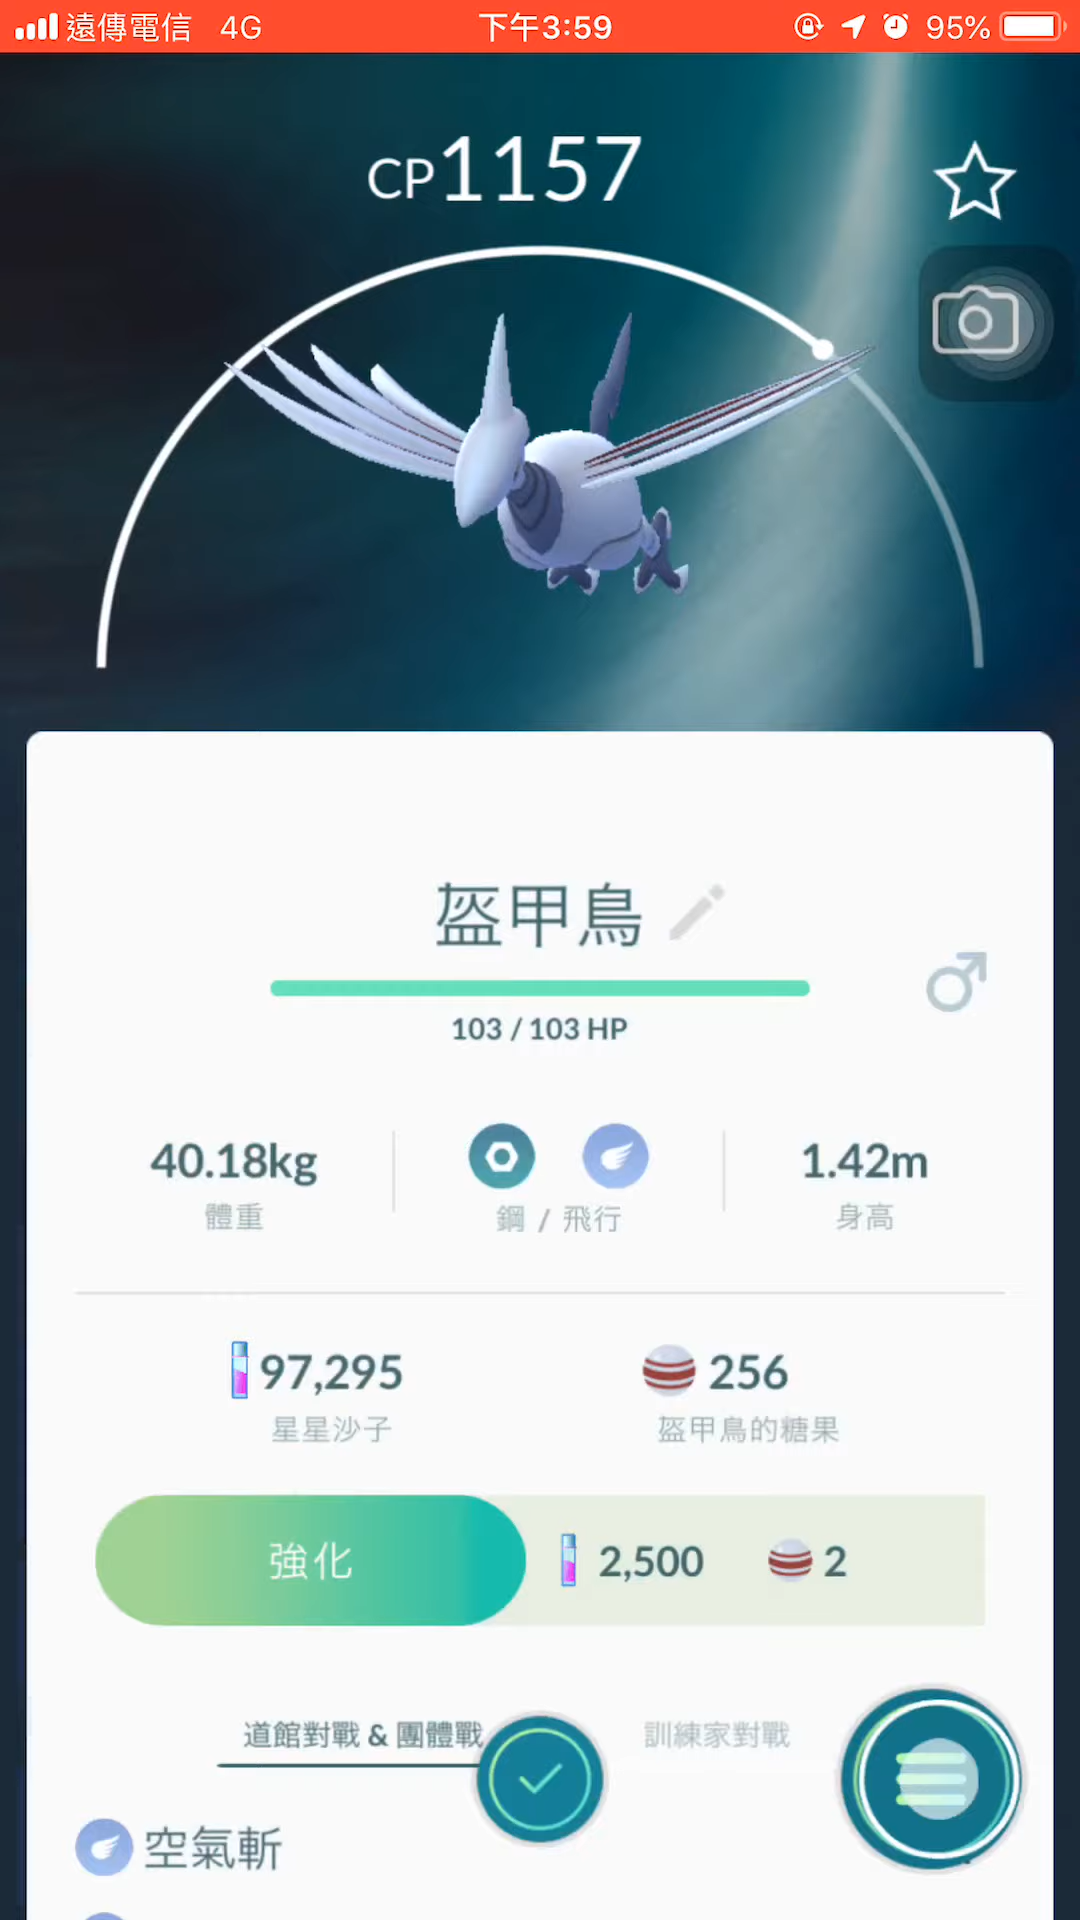 遠傳電信 4G 下午3:59 95%
CP1157
盔甲鳥
103 / 103 HP
40.18kg
體重
鋼 / 飛行
1.42m
身高
97,295
星星沙子
256
盔甲鳥的糖果
強化 2,500 2
道館對戰 & 團體戰 訓練家對戰
空氣斬